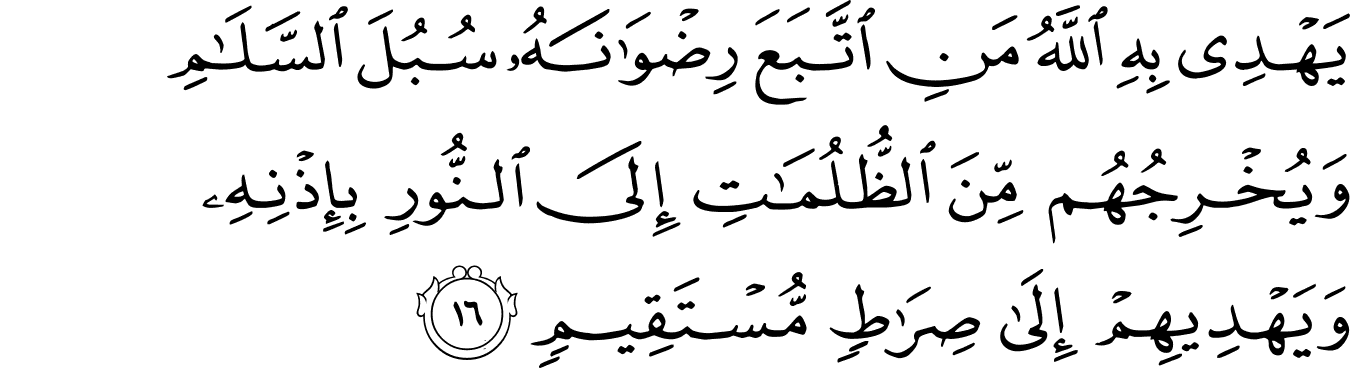 يَهْدِى بِهِ ٱللَّهُ مَنِ ٱتَّبَعَ رِضْوَٰنَهُۥ سُبُلَ ٱلسَّلَـٰمِ
وَيُخْرِجُهُم مِّنَ ٱلظُّلُمَـٰتِ إِلَى ٱلنُّورِ بِإِذْنِهِۦ
وَيَهْدِيهِمْ إِلَىٰ صِرَٰطٍ مُّسْتَقِيمٍ ١٦